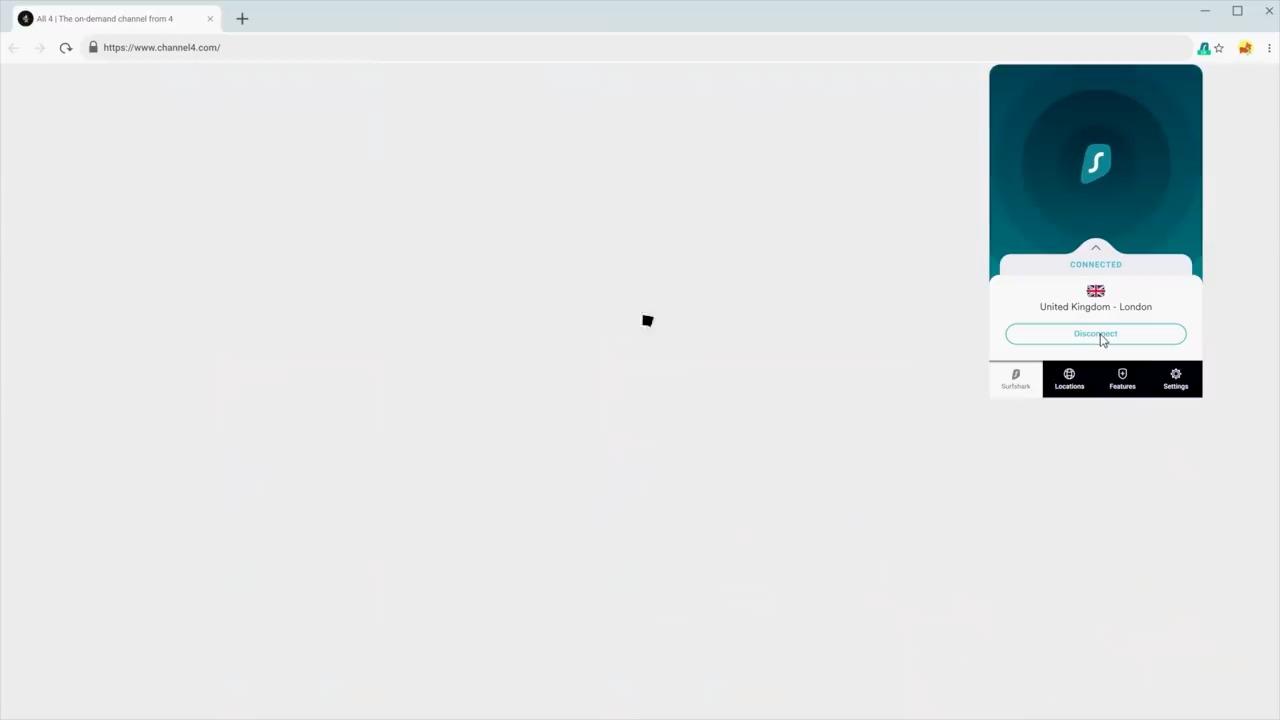 All 4 | The on-demand channel from 4
https://www.channel4.com/
CONNECTED
United Kingdom - London
Disconnect
Surfshark
Locations
Features
Settings